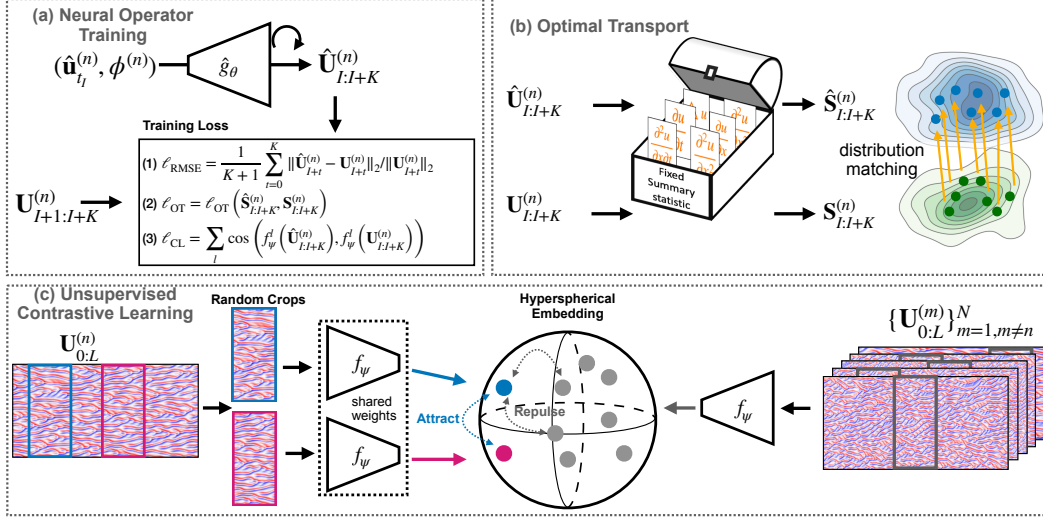 (a) Neural Operator
Training
(û_{t_I}^{(n)}, ϕ^{(n)})
ĝ_θ
Û_{I:I+K}^{(n)}
Training Loss
U_{I+1:I+K}^{(n)}
(1) ℓ_RMSE = \frac{1}{K+1} \sum_{t=0}^{K} ||Û_{I+t}^{(n)} − U_{I+t}^{(n)}||_2/||U_{I+t}^{(n)}||_2
(2) ℓ_OT = ℓ_OT (Ŝ_{I:I+K}^{(n)}, S_{I:I+K}^{(n)})
(3) ℓ_CL = \sum_l cos (f_ψ^l (Û_{I:I+K}^{(n)}), f_ψ^l (U_{I:I+K}^{(n)}))
(b) Optimal Transport
Û_{I:I+K}^{(n)}
U_{I:I+K}^{(n)}
Fixed
Summary
statistic
Ŝ_{I:I+K}^{(n)}
S_{I:I+K}^{(n)}
distribution
matching
(c) Unsupervised
Contrastive Learning
U_{0:L}^{(n)}
Random Crops
f_ψ
shared
weights
f_ψ
Hyperspherical
Embedding
Attract
Repulse
f_ψ
{U_{0:L}^{(m)}}_{m=1,m≠n}^N